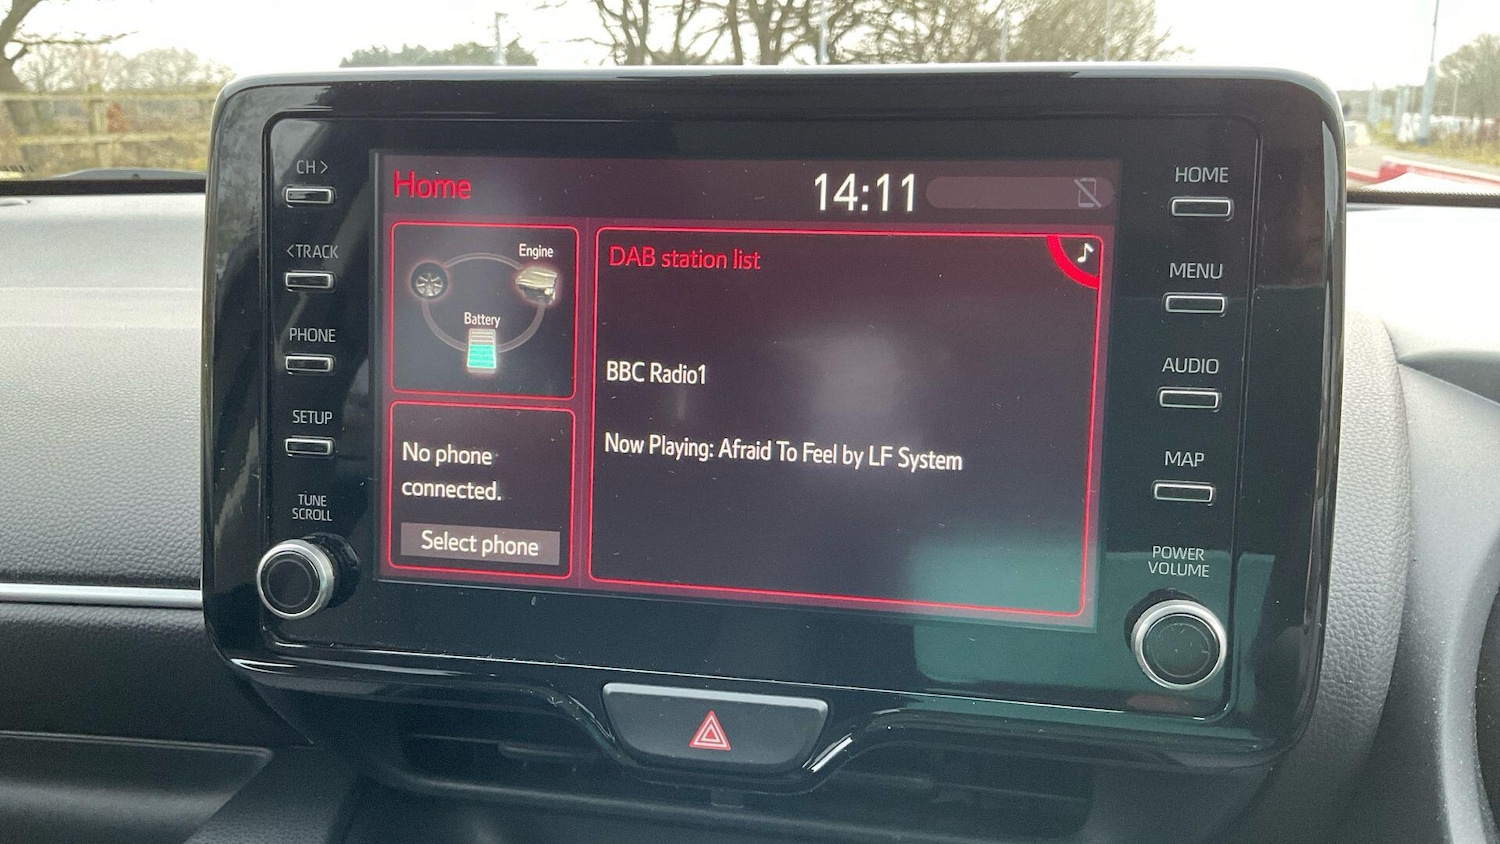 CH >
<TRACK
PHONE
SETUP
TUNE
SCROLL
Home
14:11
Engine
Battery
No phone
connected.
Select phone
DAB station list
BBC Radio1
Now Playing: Afraid To Feel by LF System
HOME
MENU
AUDIO
MAP
POWER
VOLUME